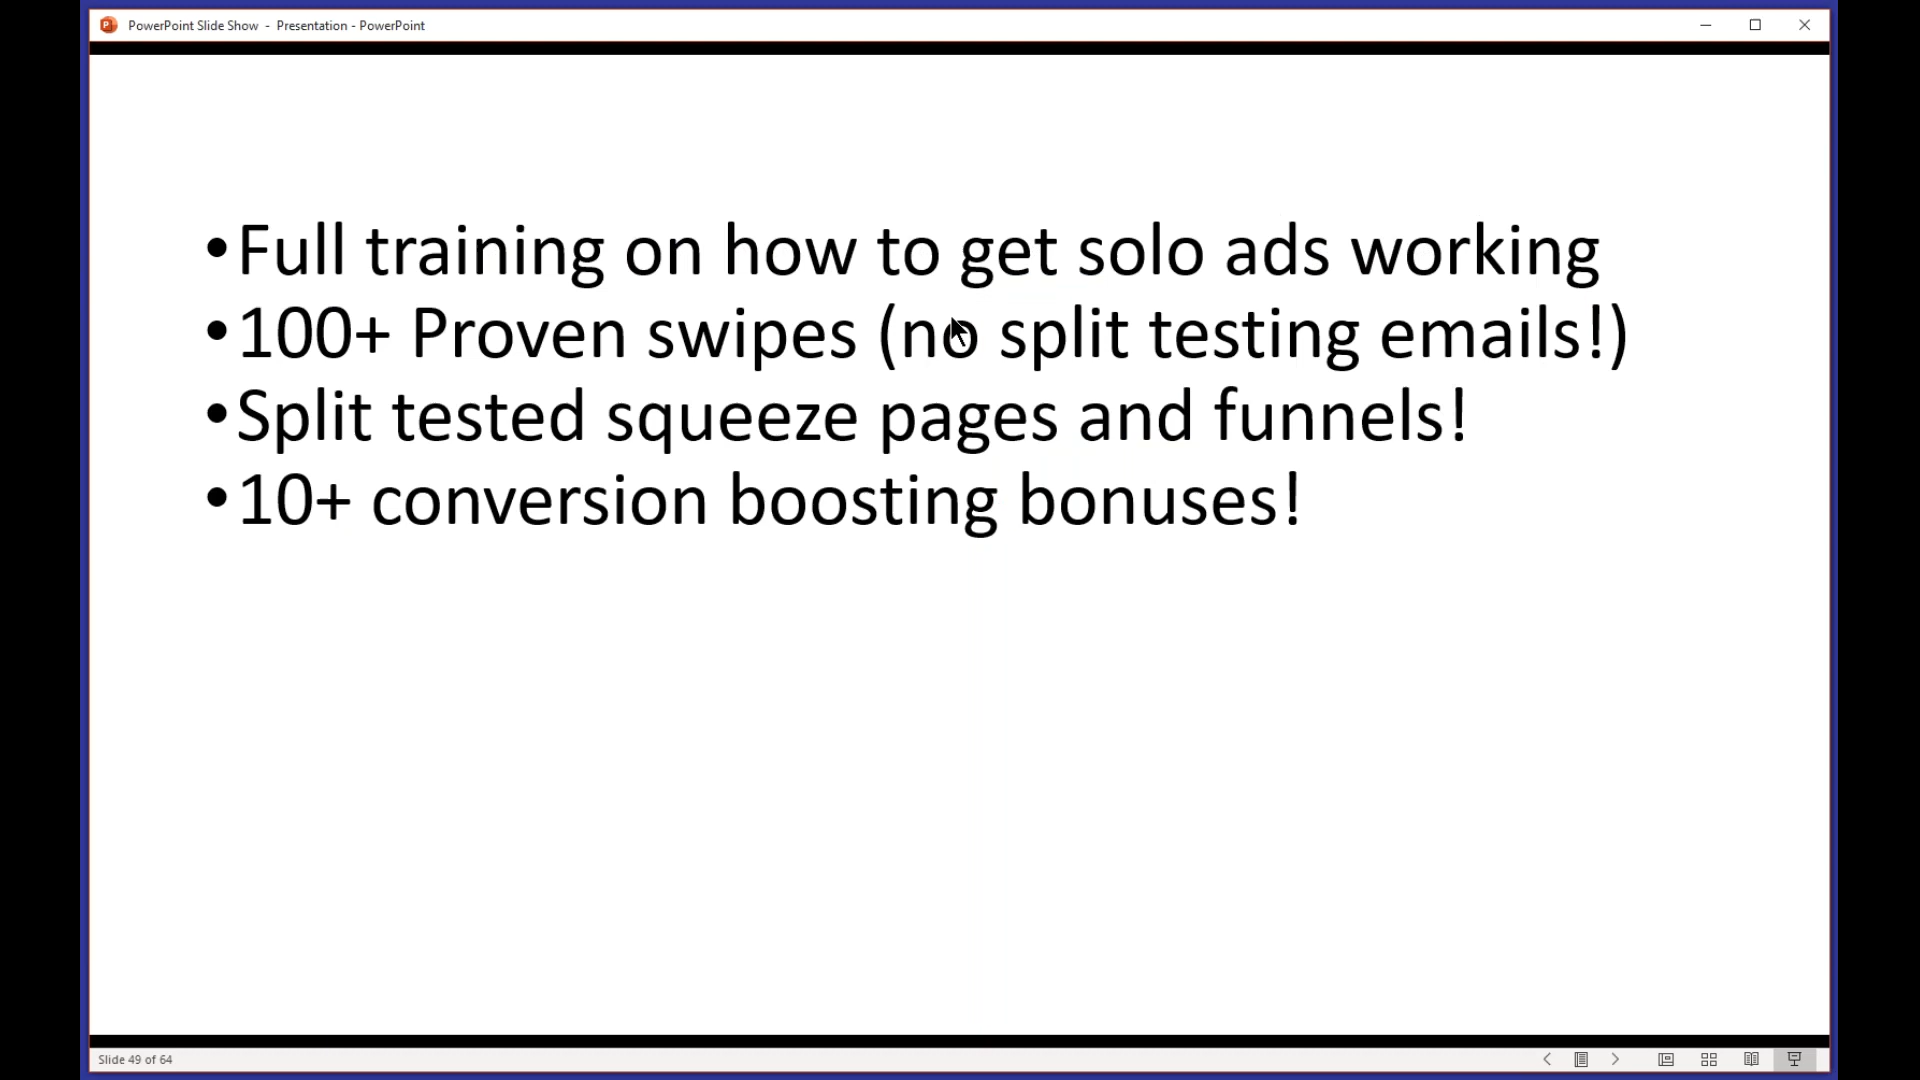 PowerPoint Slide Show - Presentation - PowerPoint
•Full training on how to get solo ads working
•100+ Proven swipes (no split testing emails!)
•Split tested squeeze pages and funnels!
•10+ conversion boosting bonuses!
Slide 49 of 64